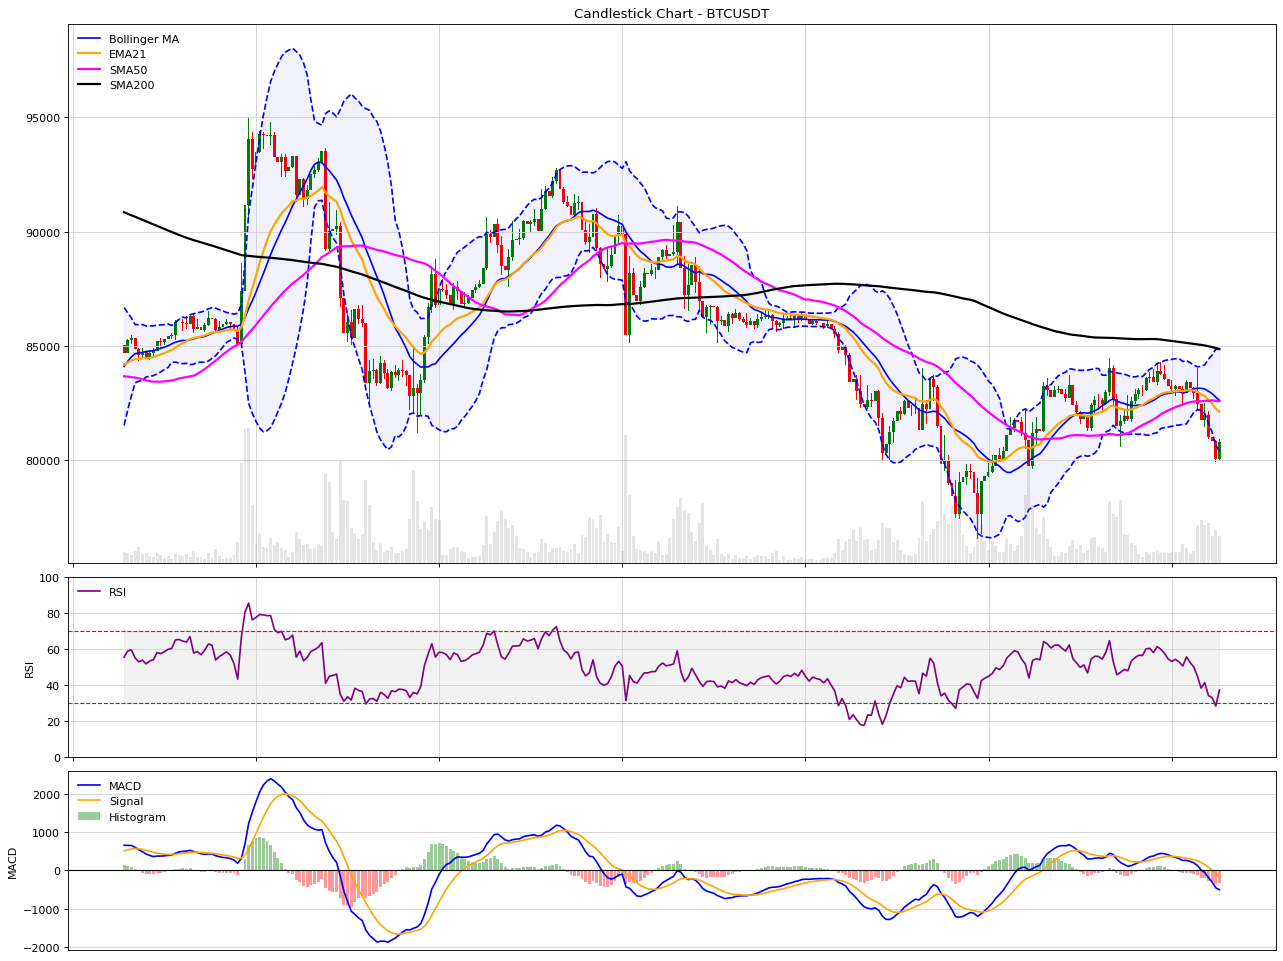 Candlestick Chart - BTCUSDT
Bollinger MA
EMA21
SMA50
SMA200
95000
90000
85000
80000
100
80
60
40
20
0
RSI
RSI
2000
1000
0
−1000
−2000
MACD
MACD
Signal
Histogram